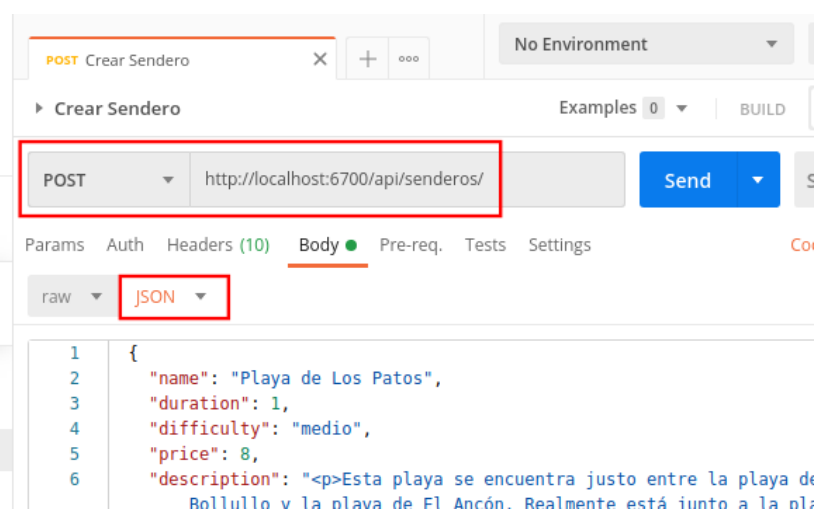 POST Crear Sendero
No Environment
Crear Sendero
Examples 0
BUILD
POST
http://localhost:6700/api/senderos/
Send
Params Auth Headers (10) Body Pre-req. Tests Settings
raw JSON
1 {
2 "name": "Playa de Los Patos",
3 "duration": 1,
4 "difficulty": "medio",
5 "price": 8,
6 "description": "<p>Esta playa se encuentra justo entre la playa de
Bollullo y la playa de El Ancón. Realmente está junto a la